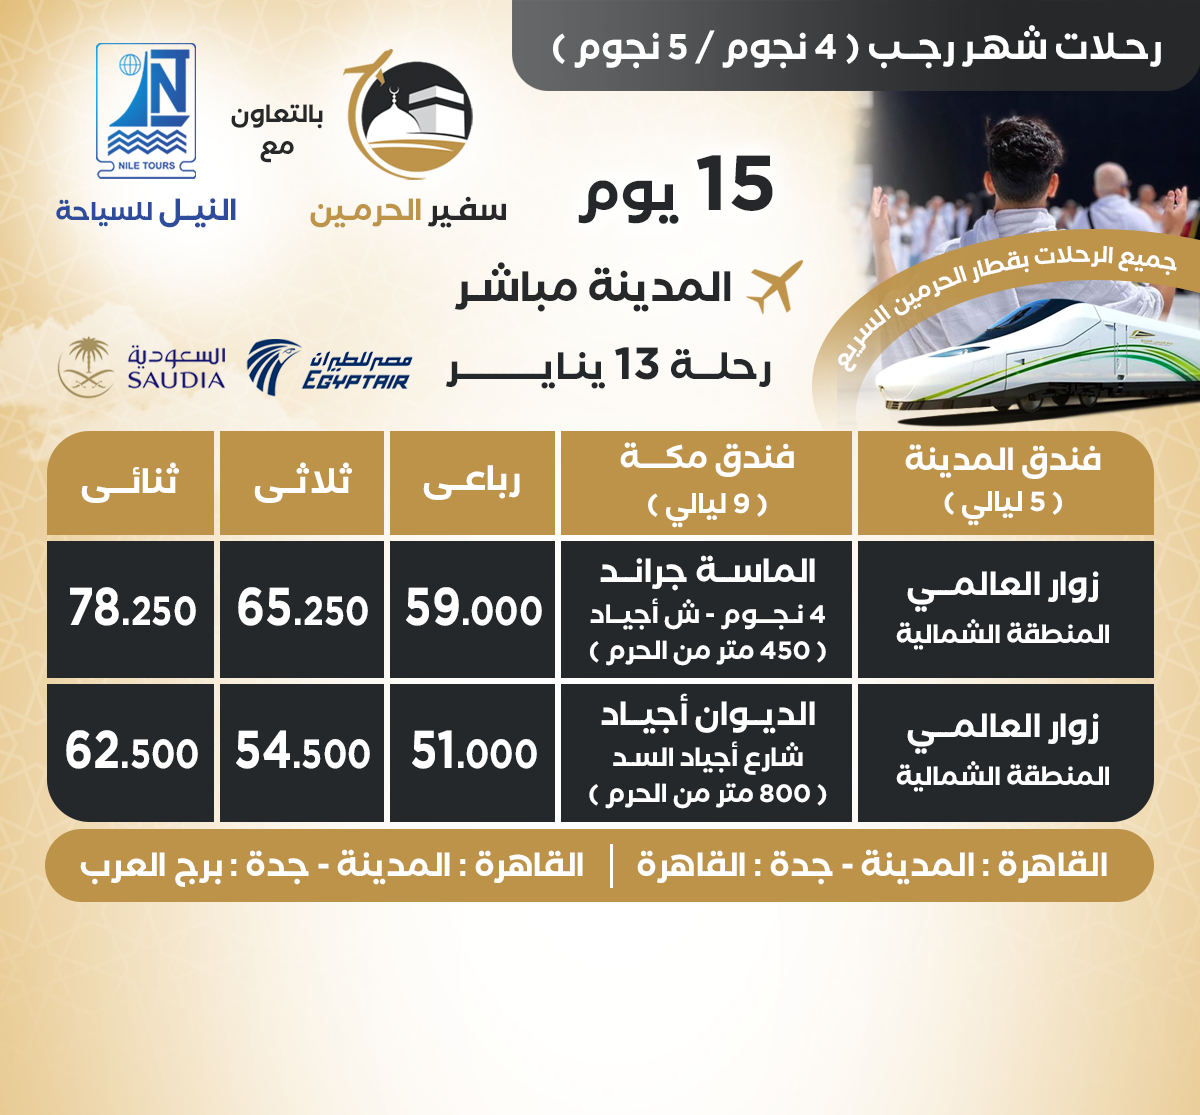 رحلات شهر رجب ( 4 نجوم / 5 نجوم )
NILE TOURS
بالتعاون
مع
سفير الحرمين
النيل للسياحة
15 يوم
المدينة مباشر
رحلة 13 يناير
جميع الرحلات بقطار الحرمين السريع
مصر للطيران
EGYPTAIR
السعودية
SAUDIA
فندق المدينة
( 5 ليالي )
فندق مكة
( 9 ليالي )
رباعى
ثلاثى
ثنائى
زوار العالمي
المنطقة الشمالية
الماسة جراند
4 نجوم - ش أجياد
( 450 متر من الحرم )
59.000
65.250
78.250
زوار العالمي
المنطقة الشمالية
الديوان أجياد
شارع أجياد السد
( 800 متر من الحرم )
51.000
54.500
62.500
القاهرة : المدينة - جدة : القاهرة | القاهرة : المدينة - جدة : برج العرب